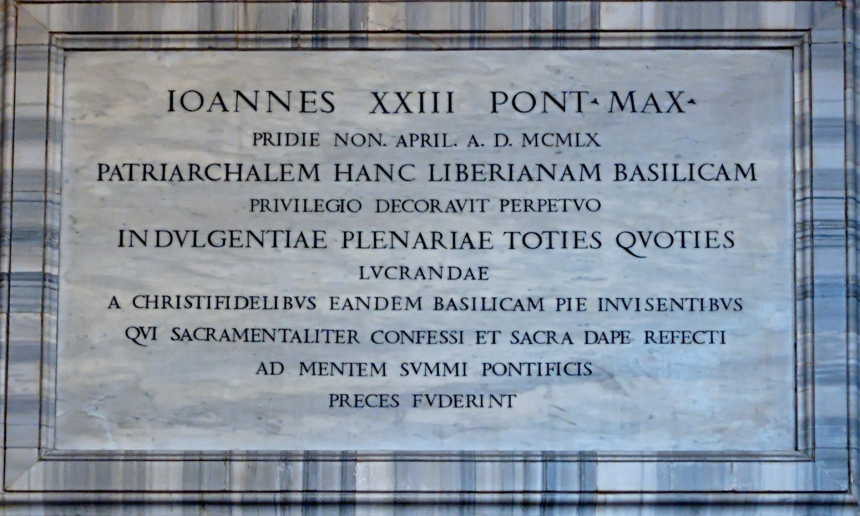 IOANNES XXIII PONT▴ MAX▴
PRIDIE NON. APRIL. A. D. MCMLX
PATRIARCHALEM HANC LIBERIANAM BASILICAM
PRIVILEGIO DECORAVIT PERPETVO
INDVLGENTIAE PLENARIAE TOTIES QVOTIES
LVCRANDAE
A CHRISTIFIDELIBVS EANDEM BASILICAM PIE INVISENTIBVS
QVI SACRAMENTALITER CONFESSI ET SACRA DAPE REFECTI
AD MENTEM SVMMI PONTIFICIS
PRECES FVDERINT